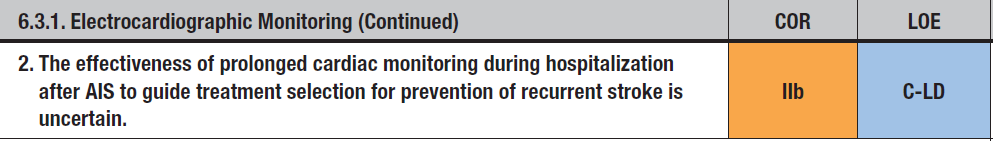 6.3.1. Electrocardiographic Monitoring (Continued) COR LOE
2. The effectiveness of prolonged cardiac monitoring during hospitalization
after AIS to guide treatment selection for prevention of recurrent stroke is
uncertain.
IIb C-LD